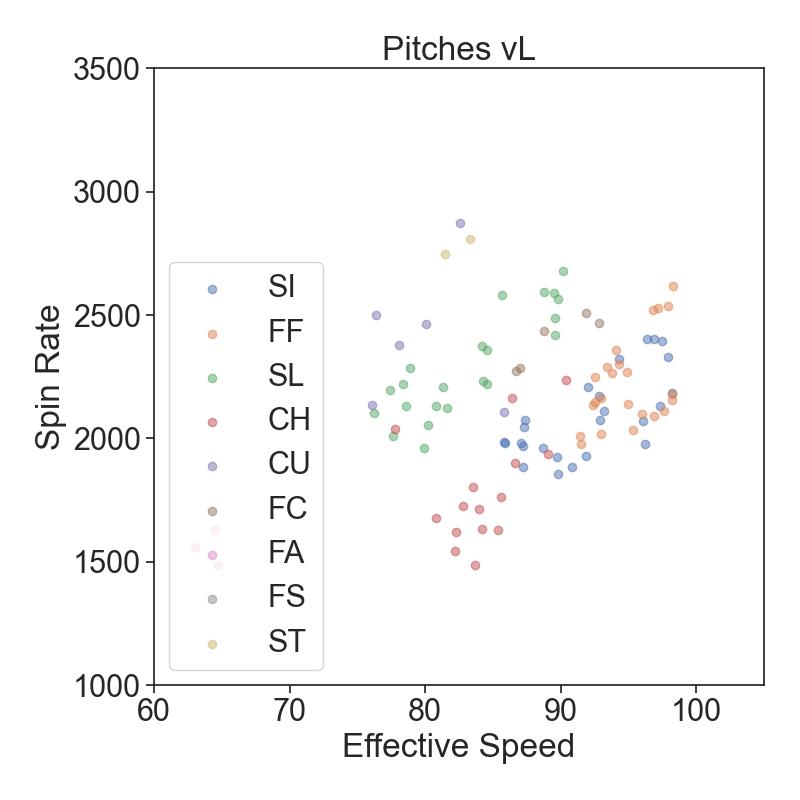 Pitches vL
3500
3000
2500
2000
1500
1000
Spin Rate
SI
FF
SL
CH
CU
FC
FA
FS
ST
60
70
80
90
100
Effective Speed